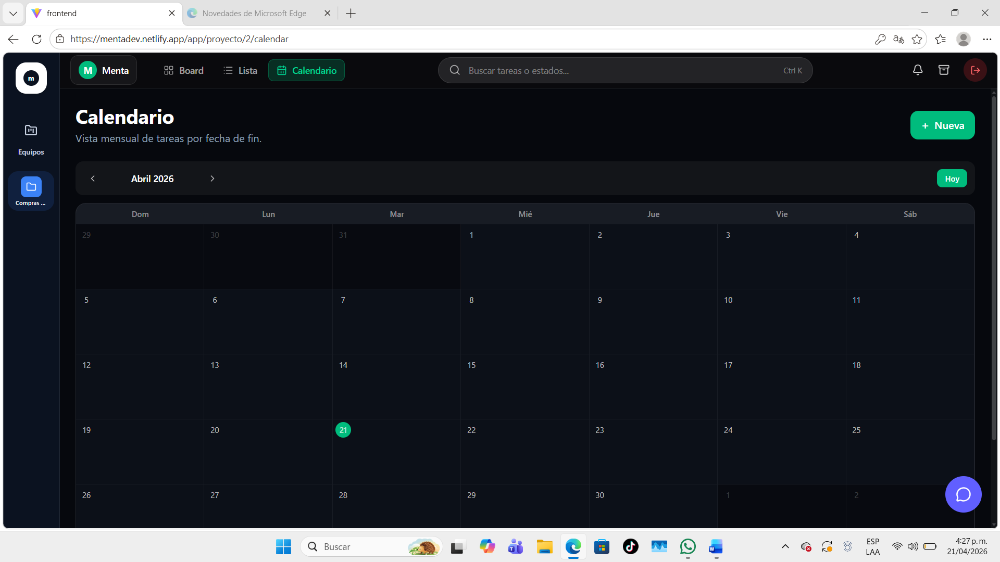 frontend
Novedades de Microsoft Edge
https://mentadev.netlify.app/app/proyecto/2/calendar
m
M Menta
Board
Lista
Calendario
Buscar tareas o estados...
Ctrl K
Equipos
Compras ...
Calendario
Vista mensual de tareas por fecha de fin.
+ Nueva
Abril 2026
Hoy
Dom Lun Mar Mié Jue Vie Sáb
29 30 31 1 2 3 4
5 6 7 8 9 10 11
12 13 14 15 16 17 18
19 20 21 22 23 24 25
26 27 28 29 30 1 2
Buscar
ESP
LAA
4:27 p. m.
21/04/2026